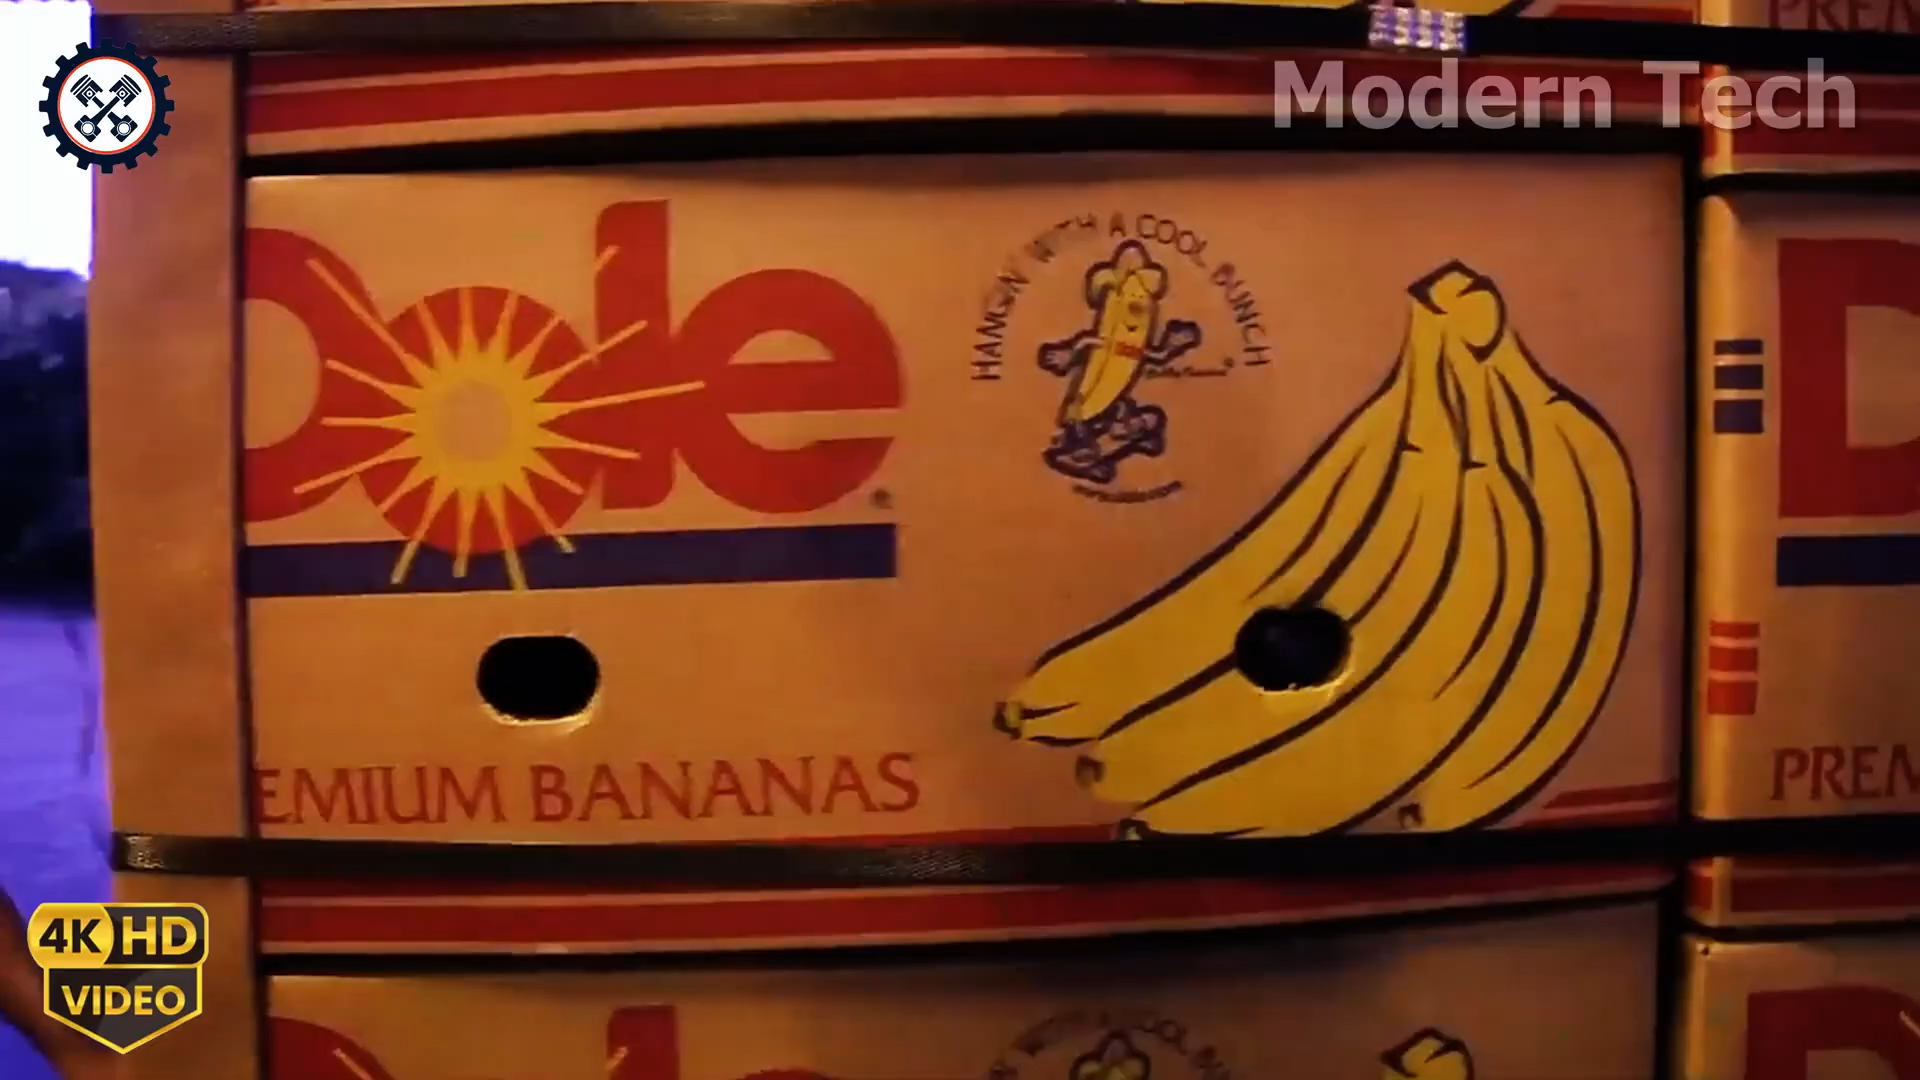 Modern Tech
Dole
HANGIN' WITH A COOL BUNCH
EMIUM BANANAS
PREM
4K HD
VIDEO